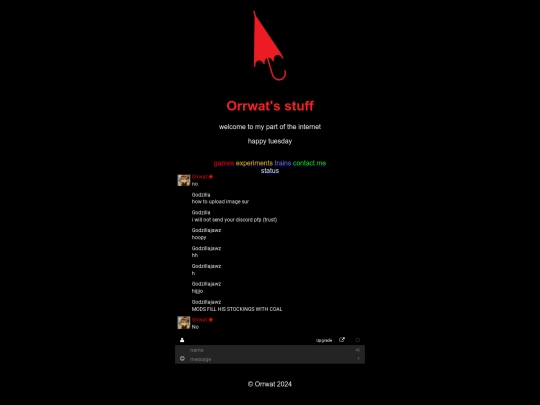 Orrwat's stuff
welcome to my part of the internet
happy tuesday
games experiments trains contact me
status
Orrwat
no
Godzilla
how to upload image sur
Godzilla
i will not send your discord pfp (trust)
Godzillajawz
hoopy
Godzillajawz
hh
Godzillajawz
h
Godzillajawz
hijjjo
Godzillajawz
MODS FILL HIS STOCKINGS WITH COAL
Orrwat
No
Upgrade
name
message
© Orrwat 2024